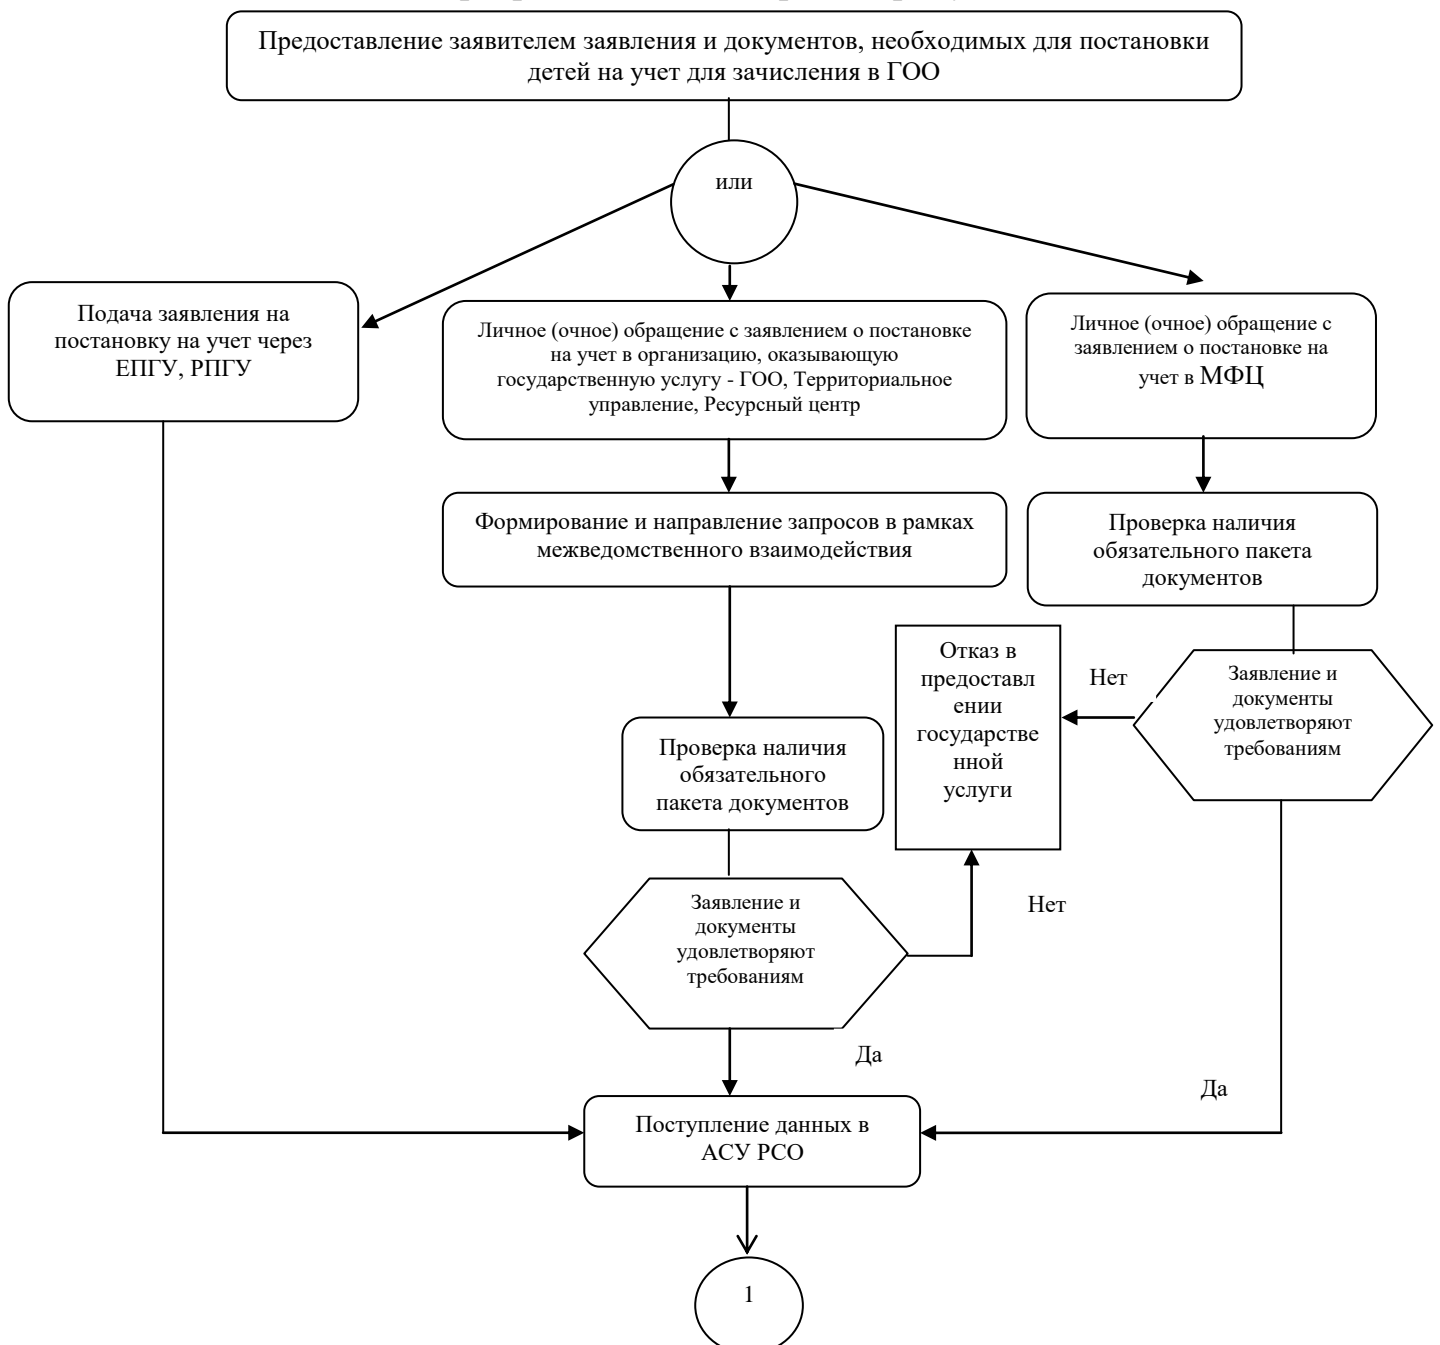 Предоставление заявителем заявления и документов, необходимых для постановки
детей на учет для зачисления в ГОО
или
Подача заявления на
постановку на учет через
ЕПГУ, РПГУ
Личное (очное) обращение с заявлением о постановке
на учет в организацию, оказывающую
государственную услугу - ГОО, Территориальное
управление, Ресурсный центр
Личное (очное) обращение с
заявлением о постановке на
учет в МФЦ
Формирование и направление запросов в рамках
межведомственного взаимодействия
Проверка наличия
обязательного пакета
документов
Отказ в
предоставл
ении
государстве
нной
услуги
Нет
Заявление и
документы
удовлетворяют
требованиям
Проверка наличия
обязательного
пакета документов
Заявление и
документы
удовлетворяют
требованиям
Нет
Да
Да
Поступление данных в
АСУ РСО
1